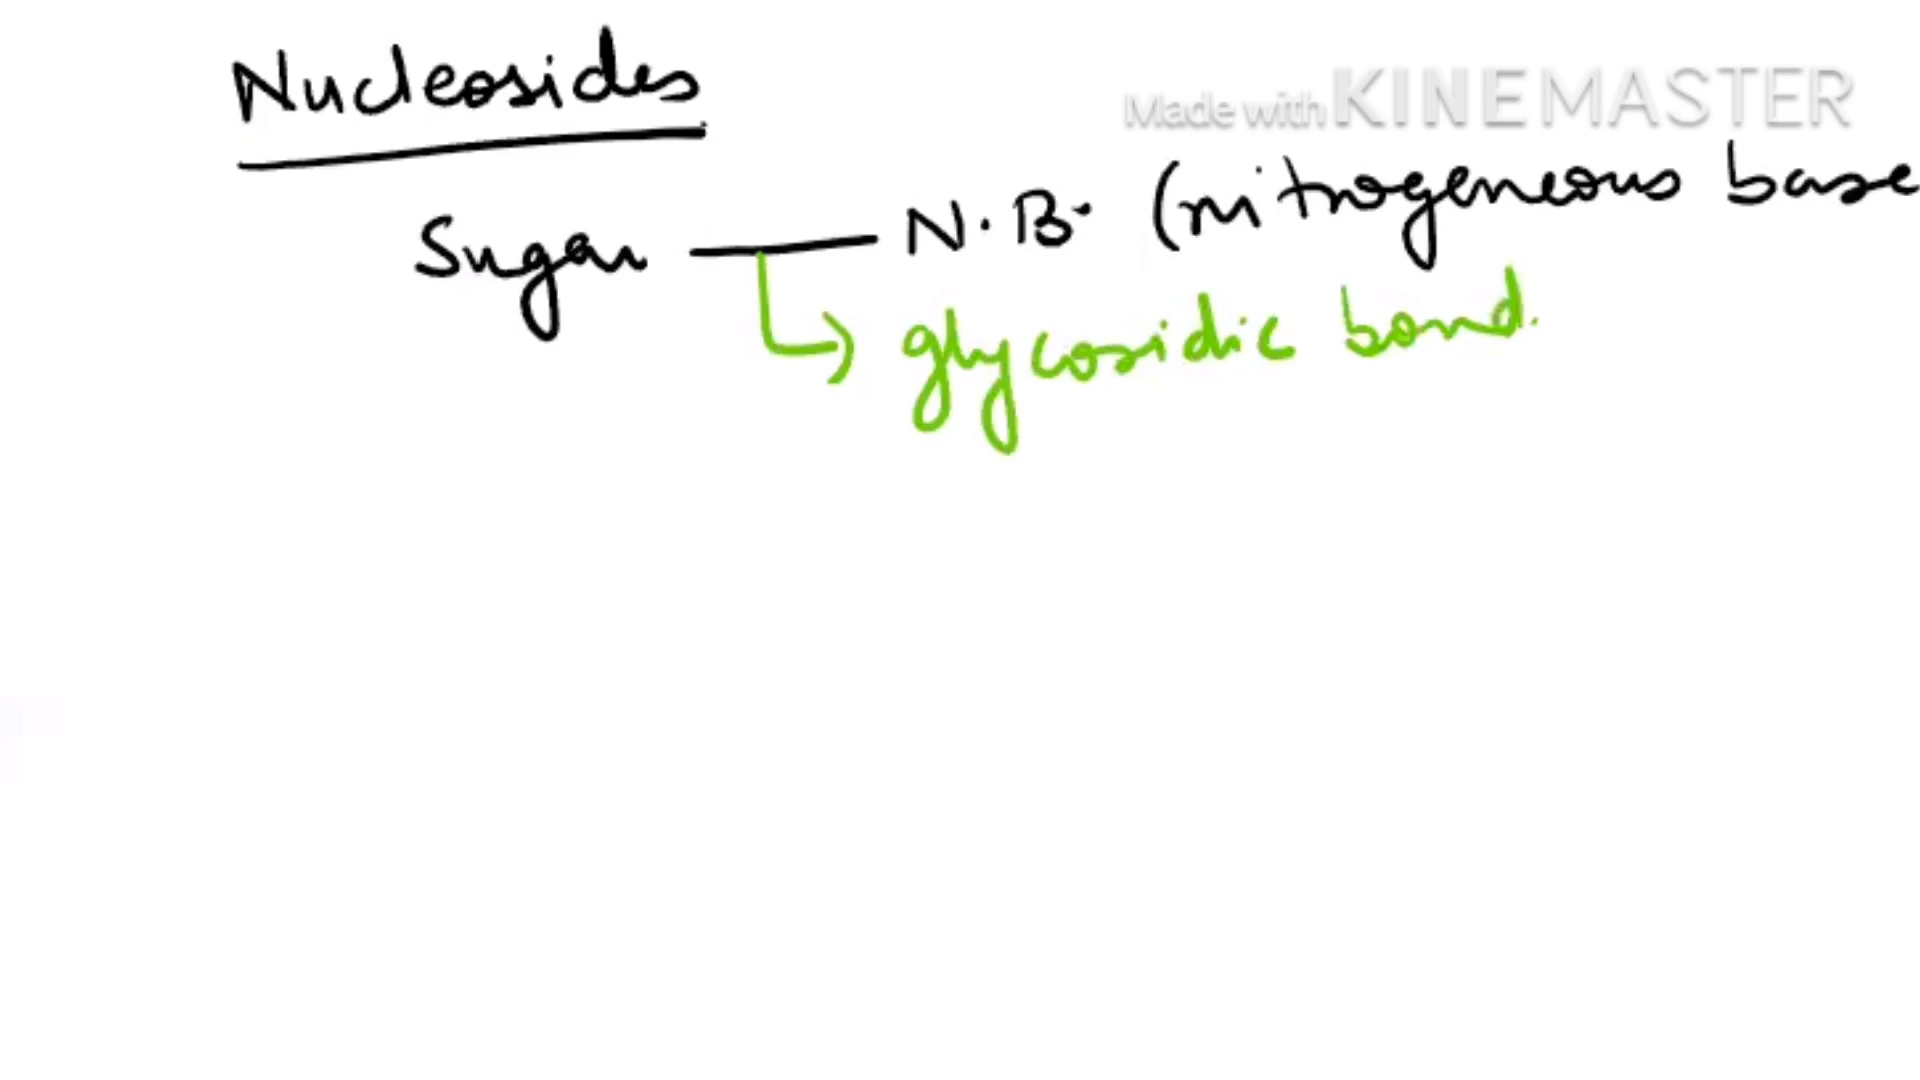 Nucleosides
Made with KINEMASTER
Sugar — N.B. (nitrogeneous base
glycosidic bond.